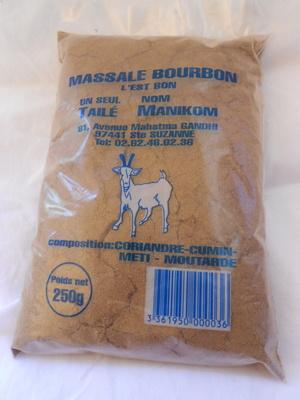 MASSALE BOURBON
L'EST BON
UN SEUL NOM
TAILÉ MANIKOM
81, Avenue Mahatma GANDHI
97441 Ste SUZANNE
Tel: 02.62.46.02.36
composition:CORIANDRE-CUMIN-
METI - MOUTARDE
Poids net
250g
3 361950 000036